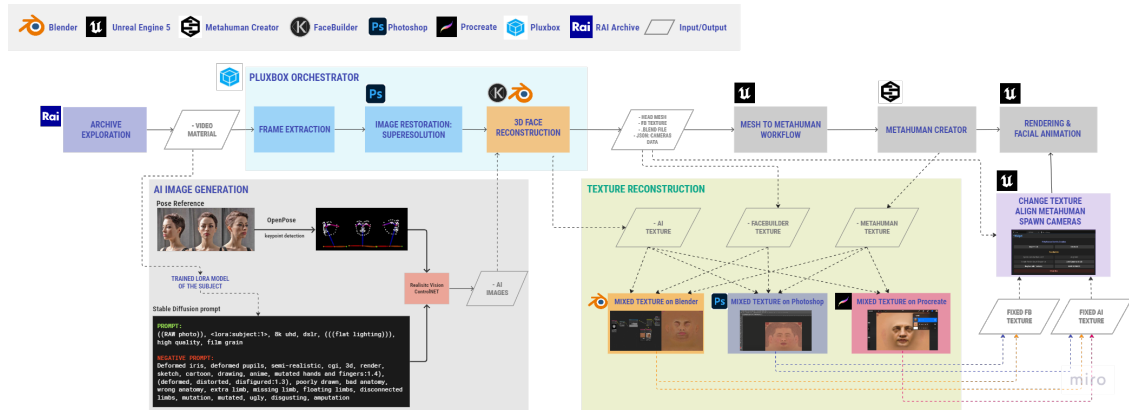 Blender
Unreal Engine 5
Metahuman Creator
K
FaceBuilder
Ps
Photoshop
Procreate
Pluxbox
Rai
RAI Archive
Input/Output
PLUXBOX ORCHESTRATOR
Rai
ARCHIVE
EXPLORATION
- VIDEO
MATERIAL
FRAME EXTRACTION
Ps
IMAGE RESTORATION:
SUPERESOLUTION
K
3D FACE
RECONSTRUCTION
- HEAD MESH
- FB TEXTURE
- .BLEND FILE
- JSON: CAMERAS
DATA
MESH TO METAHUMAN
WORKFLOW
METAHUMAN CREATOR
RENDERING &
FACIAL ANIMATION
AI IMAGE GENERATION
Pose Reference
OpenPose
keypoint detection
TRAINED LORA MODEL
OF THE SUBJECT
Realisitc Vision
ControlNET
- AI
IMAGES
Stable Diffusion prompt
PROMPT:
((RAW photo)), <lora:subject:1>, 8k uhd, dslr, (((flat lighting))),
high quality, film grain
NEGATIVE PROMPT:
Deformed iris, deformed pupils, semi-realistic, cgi, 3d, render,
sketch, cartoon, drawing, anime, mutated hands and fingers:1.4),
(deformed, distorted, disfigured:1.3), poorly drawn, bad anatomy,
wrong anatomy, extra limb, missing limb, floating limbs, disconnected
limbs, mutation, mutated, ugly, disgusting, amputation
TEXTURE RECONSTRUCTION
- AI
TEXTURE
- FACEBUILDER
TEXTURE
- METAHUMAN
TEXTURE
MIXED TEXTURE on Blender
Ps
MIXED TEXTURE on Photoshop
MIXED TEXTURE on Procreate
CHANGE TEXTURE
ALIGN METAHUMAN
SPAWN CAMERAS
FIXED FB
TEXTURE
FIXED AI
TEXTURE
miro